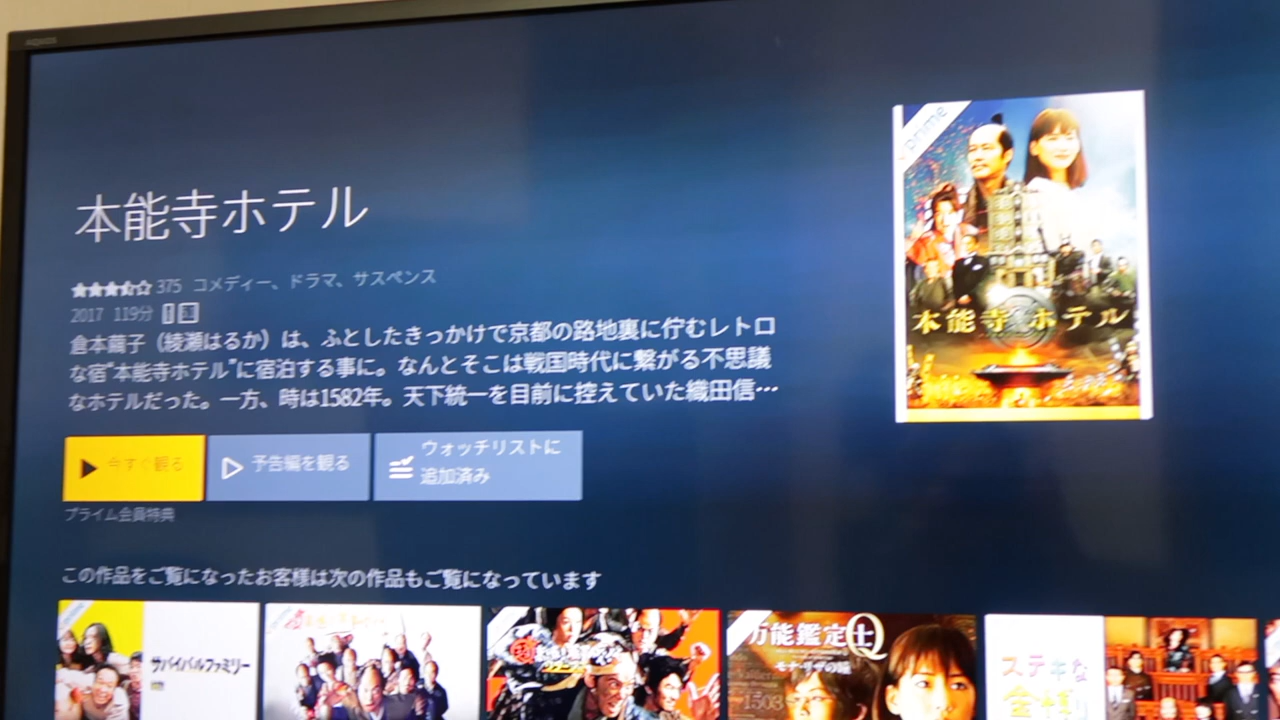 AQUOS
prime
本能寺ホテル
375 コメディー、ドラマ、サスペンス
2017 119分
倉本繭子（綾瀬はるか）は、ふとしたきっかけで京都の路地裏に佇むレトロ
な宿“本能寺ホテル”に宿泊する事に。なんとそこは戦国時代に繋がる不思議
なホテルだった。一方、時は1582年。天下統一を目前に控えていた織田信…
本能寺ホテル
今すぐ観る
予告編を観る
ウォッチリストに
追加済み
プライム会員特典
この作品をご覧になったお客様は次の作品もご覧になっています
サバイバルファミリー
万能鑑定士Q
モナ・リザの瞳
1503
ステキな
金縛り